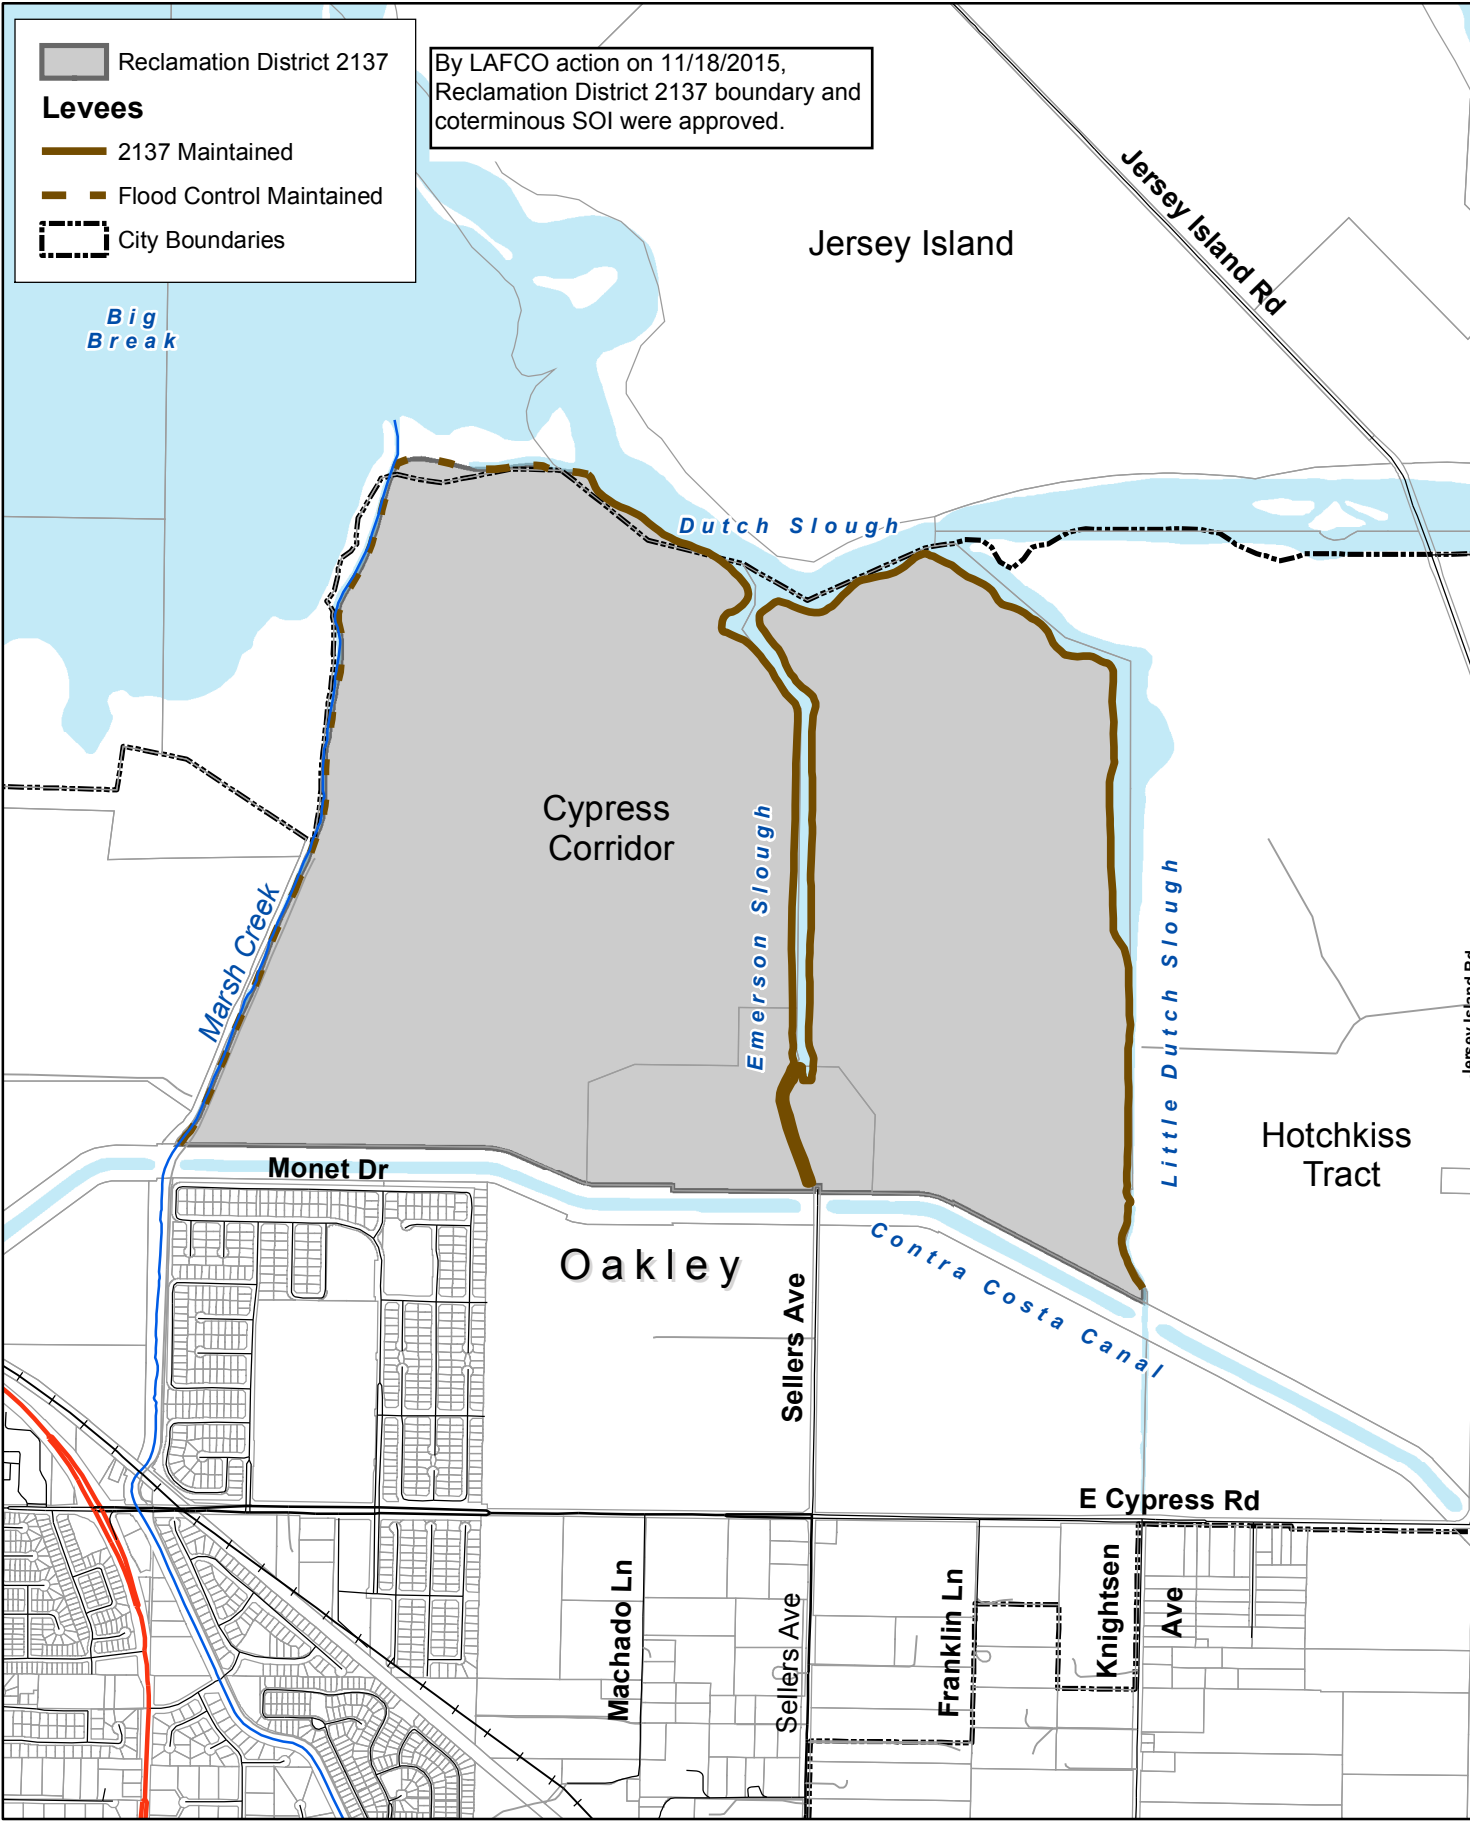 Reclamation District 2137
Levees
2137 Maintained
Flood Control Maintained
City Boundaries
By LAFCO action on 11/18/2015,
Reclamation District 2137 boundary and
coterminous SOI were approved.
Jersey Island
Jersey Island Rd
Big
Break
Dutch Slough
Cypress
Corridor
Emerson Slough
Marsh Creek
Little Dutch Slough
Jersey Island Rd
Hotchkiss
Tract
Monet Dr
Oakley
Sellers Ave
Contra Costa Canal
E Cypress Rd
Machado Ln
Sellers Ave
Franklin Ln
Knightsen
Ave